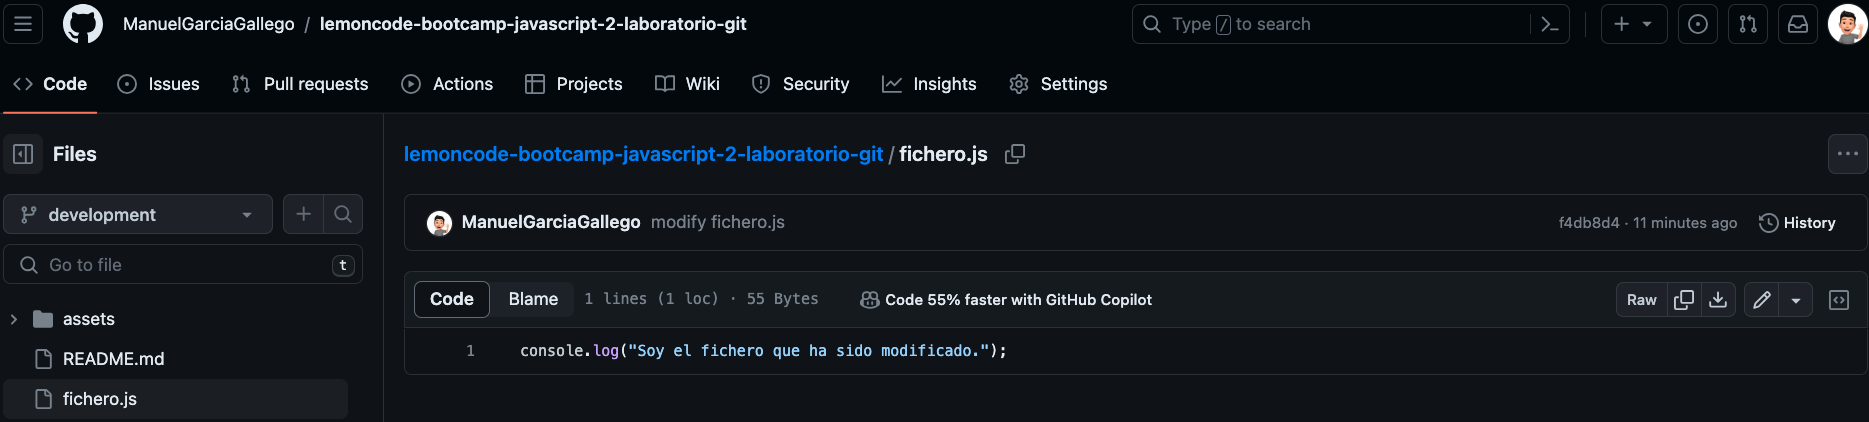 ManuelGarciaGallego / lemoncode-bootcamp-javascript-2-laboratorio-git
Type / to search
Code Issues Pull requests Actions Projects Wiki Security Insights Settings
Files
development
Go to file t
assets
README.md
fichero.js
lemoncode-bootcamp-javascript-2-laboratorio-git / fichero.js
ManuelGarciaGallego modify fichero.js f4db8d4 · 11 minutes ago History
Code Blame 1 lines (1 loc) · 55 Bytes Code 55% faster with GitHub Copilot Raw
1 console.log("Soy el fichero que ha sido modificado.");